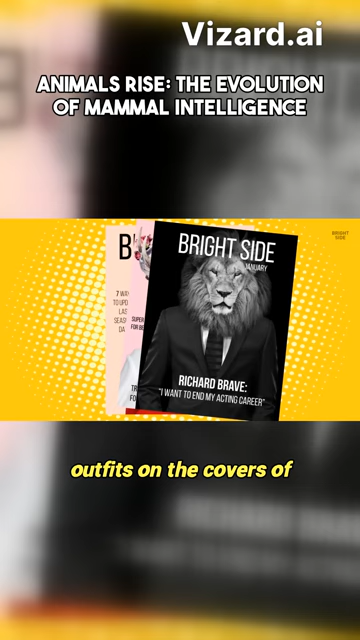 Vizard.ai
ANIMALS RISE: THE EVOLUTION
OF MAMMAL INTELLIGENCE
BRIGHT
SIDE
BRIGHT SIDE
JANUARY
RICHARD BRAVE:
"I WANT TO END MY ACTING CAREER"
outfits on the covers of